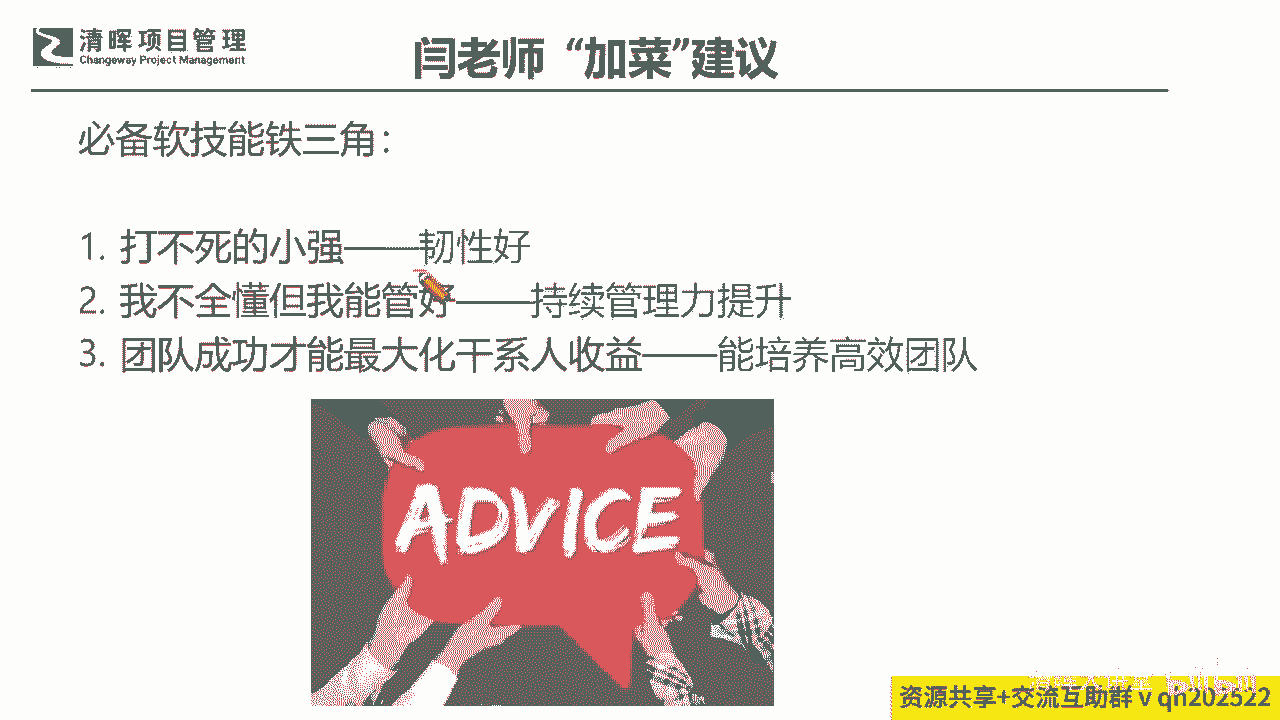 清晖项目管理
Changeway Project Management
闫老师 “加菜”建议
必备软技能铁三角：
1. 打不死的小强——韧性好
2. 我不全懂但我能管好——持续管理力提升
3. 团队成功才能最大化干系人收益——能培养高效团队
ADVICE
bilibili
资源共享+交流互助群 v qn202522